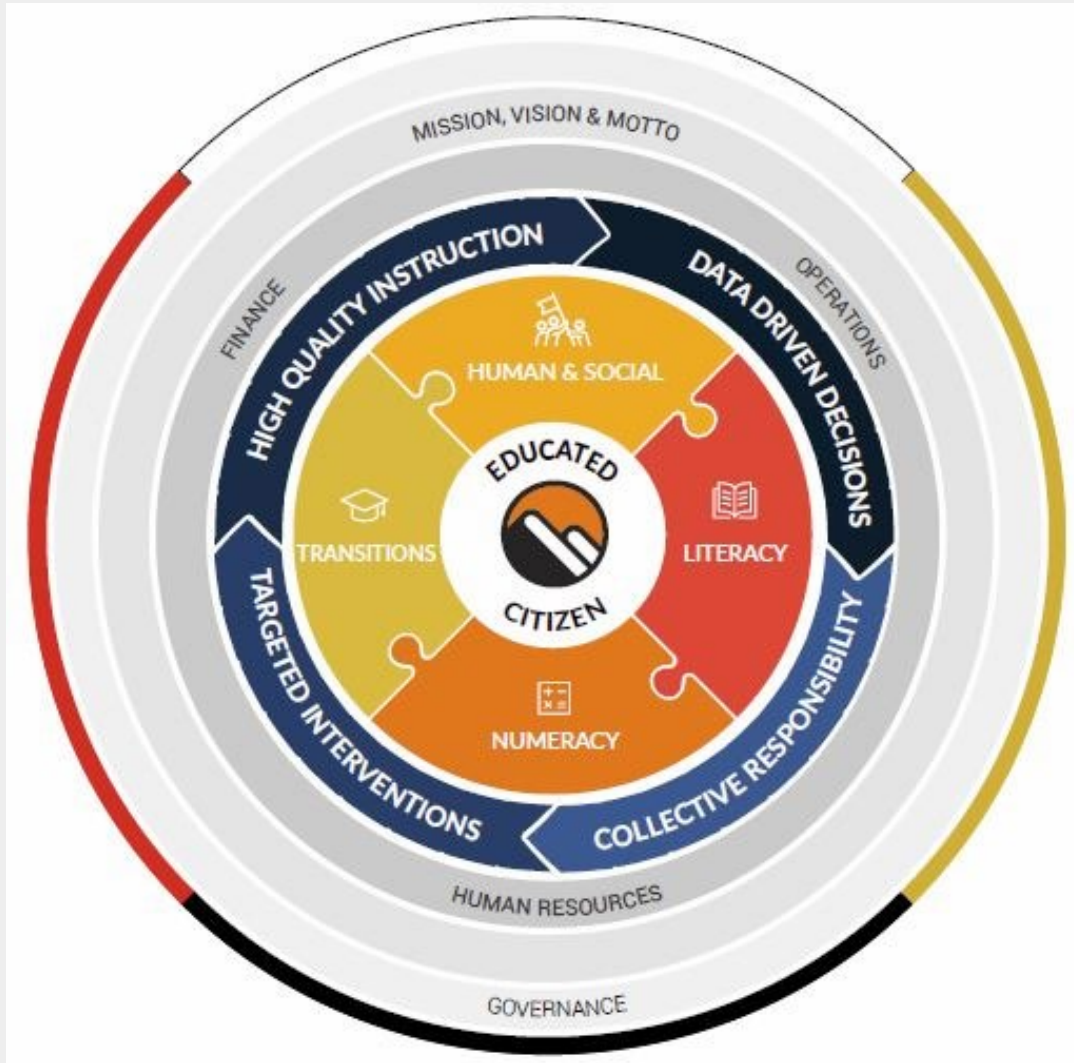 MISSION, VISION & MOTTO
FINANCE
OPERATIONS
HIGH QUALITY INSTRUCTION
DATA DRIVEN DECISIONS
HUMAN & SOCIAL
EDUCATED
TRANSITIONS
LITERACY
CITIZEN
NUMERACY
TARGETED INTERVENTIONS
COLLECTIVE RESPONSIBILITY
HUMAN RESOURCES
GOVERNANCE